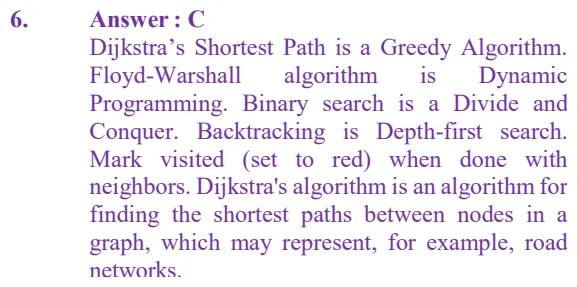 6. Answer : C
Dijkstra’s Shortest Path is a Greedy Algorithm.
Floyd-Warshall algorithm is Dynamic
Programming. Binary search is a Divide and
Conquer. Backtracking is Depth-first search.
Mark visited (set to red) when done with
neighbors. Dijkstra's algorithm is an algorithm for
finding the shortest paths between nodes in a
graph, which may represent, for example, road
networks.